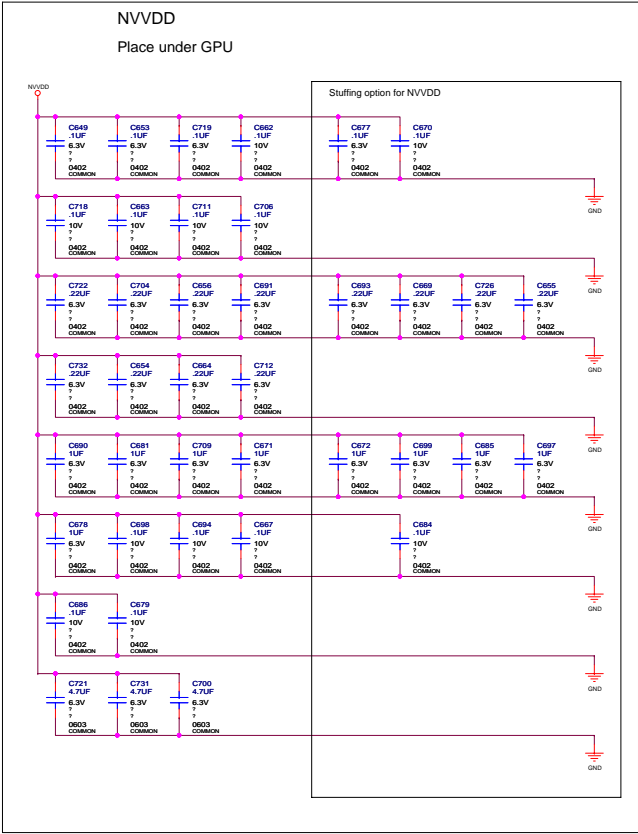 NVVDD
Place under GPU
NVVDD
Stuffing option for NVVDD
C649 C653 C719 C662 C677 C670
.1UF .1UF .1UF .1UF .1UF .1UF
6.3V 6.3V 6.3V 10V 6.3V 10V
? ? ? ? ? ?
? ? ? ? ? ?
0402 0402 0402 0402 0402 0402
COMMON COMMON COMMON COMMON COMMON COMMON
GND
C718 C663 C711 C706
.1UF .1UF .1UF .1UF
10V 10V 10V 10V
? ? ? ?
? ? ? ?
0402 0402 0402 0402
COMMON COMMON COMMON COMMON
GND
C722 C704 C656 C691 C693 C669 C726 C655
.22UF .22UF .22UF .22UF .22UF .22UF .22UF .22UF
6.3V 6.3V 6.3V 6.3V 6.3V 6.3V 6.3V 6.3V
? ? ? ? ? ? ? ?
? ? ? ? ? ? ? ?
0402 0402 0402 0402 0402 0402 0402 0402
COMMON COMMON COMMON COMMON COMMON COMMON COMMON COMMON
GND
C732 C654 C664 C712
.22UF .22UF .22UF .22UF
6.3V 6.3V 6.3V 6.3V
? ? ? ?
? ? ? ?
0402 0402 0402 0402
COMMON COMMON COMMON COMMON
GND
C690 C681 C709 C671 C672 C699 C685 C697
1UF 1UF 1UF 1UF 1UF 1UF 1UF 1UF
6.3V 6.3V 6.3V 6.3V 6.3V 6.3V 6.3V 6.3V
? ? ? ? ? ? ? ?
? ? ? ? ? ? ? ?
0402 0402 0402 0402 0402 0402 0402 0402
COMMON COMMON COMMON COMMON COMMON COMMON COMMON COMMON
GND
C678 C698 C694 C667 C684
1UF .1UF .1UF .1UF .1UF
6.3V 10V 10V 10V 10V
? ? ? ? ?
? ? ? ? ?
0402 0402 0402 0402 0402
COMMON COMMON COMMON COMMON COMMON
GND
C686 C679
.1UF .1UF
10V 10V
? ?
? ?
0402 0402
COMMON COMMON
GND
C721 C731 C700
4.7UF 4.7UF 4.7UF
6.3V 6.3V 6.3V
? ? ?
? ? ?
0603 0603 0603
COMMON COMMON COMMON
GND